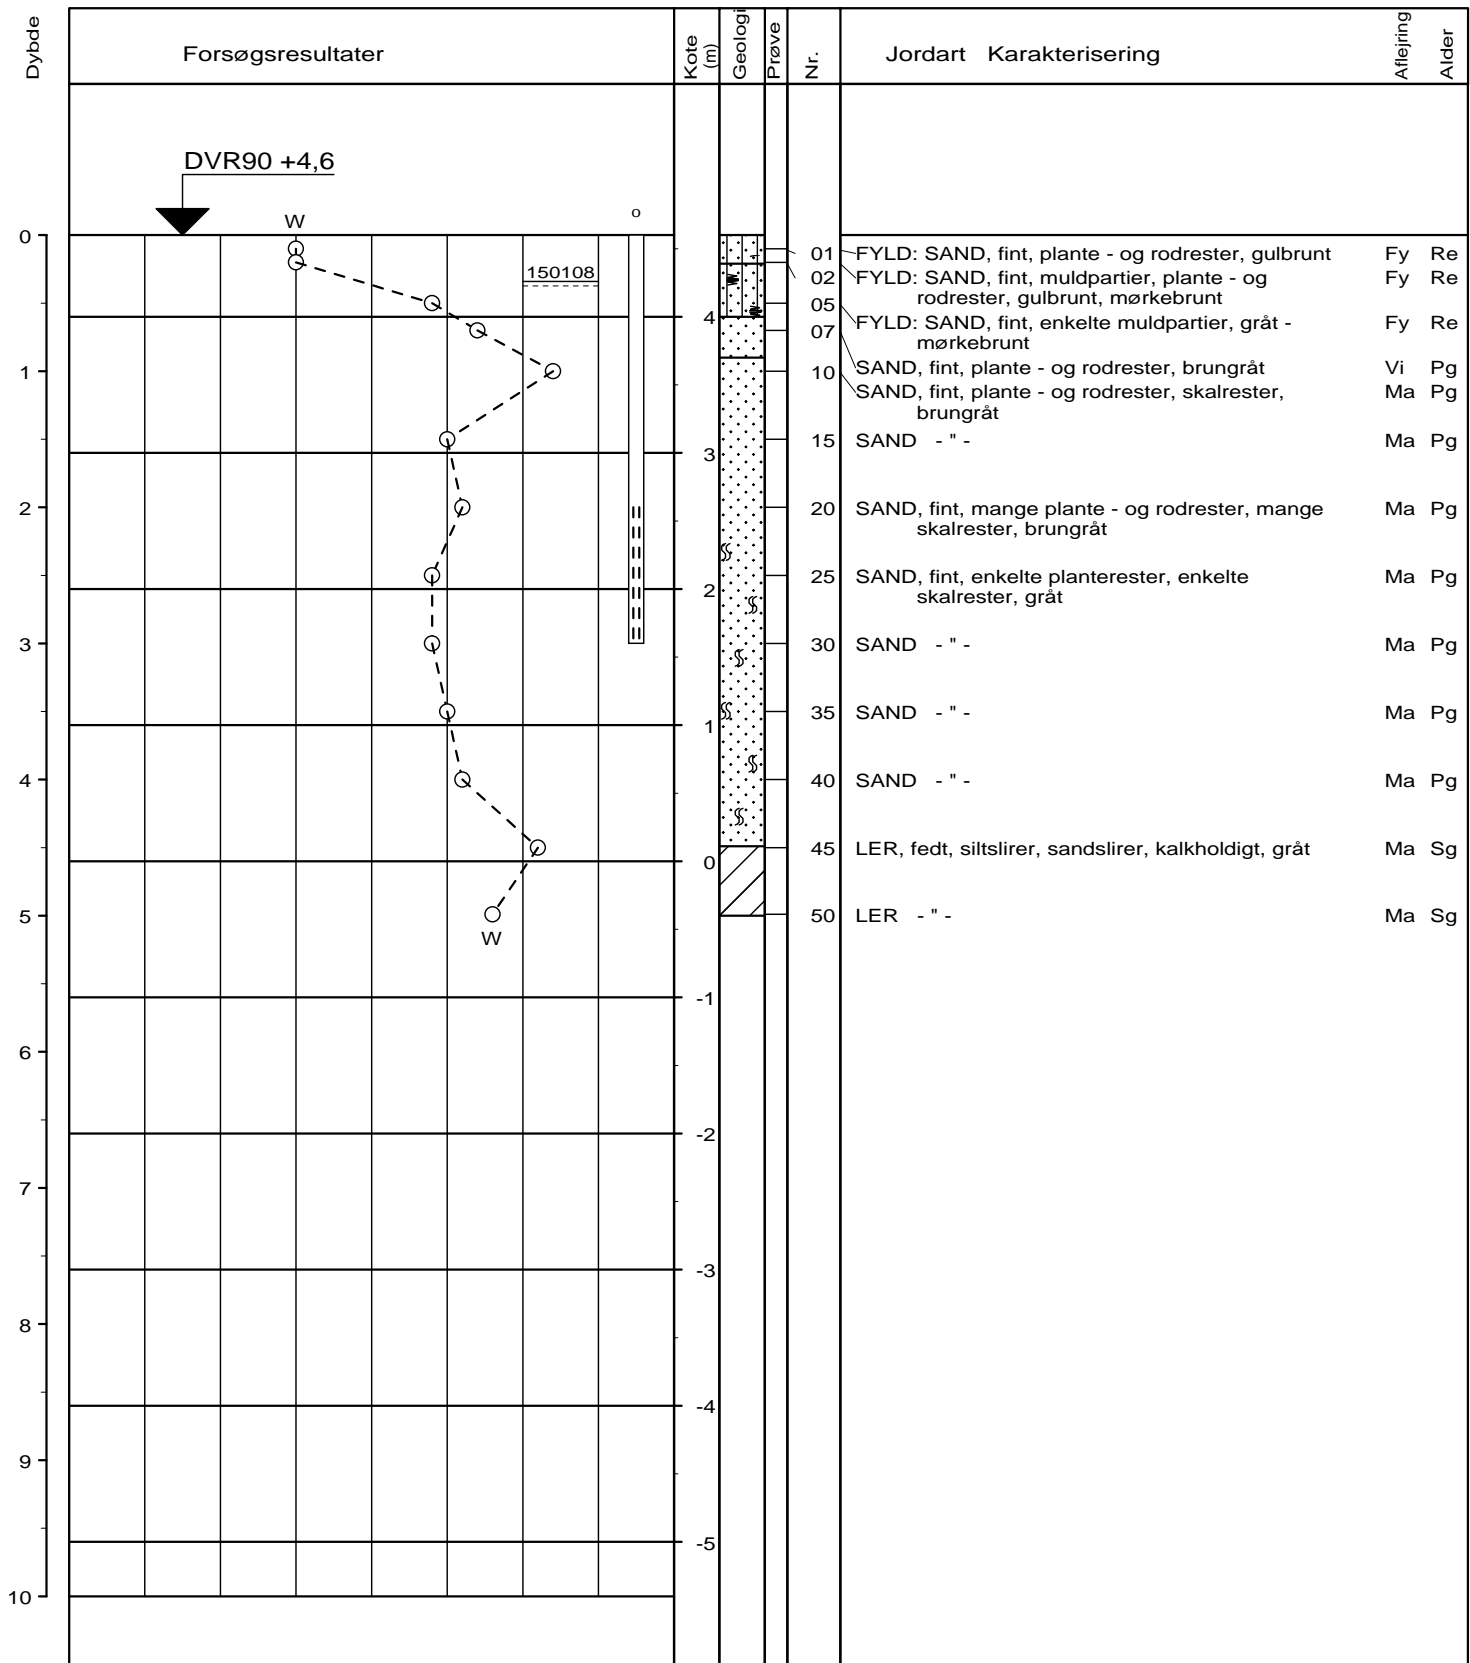 Dybde
Forsøgsresultater
Kote
(m)
Geologi
Prøve
Nr.
Jordart Karakterisering
Aflejring
Alder
DVR90 +4,6
W
o
150108
0
1
2
3
4
5
6
7
8
9
10
W
4
3
2
1
0
-1
-2
-3
-4
-5
01 FYLD: SAND, fint, plante - og rodrester, gulbrunt Fy Re
02 FYLD: SAND, fint, muldpartier, plante - og Fy Re
rodrester, gulbrunt, mørkebrunt
05 FYLD: SAND, fint, enkelte muldpartier, gråt - Fy Re
mørkebrunt
07 SAND, fint, plante - og rodrester, brungråt Vi Pg
10 SAND, fint, plante - og rodrester, skalrester, Ma Pg
brungråt
15 SAND - " - Ma Pg
20 SAND, fint, mange plante - og rodrester, mange Ma Pg
skalrester, brungråt
25 SAND, fint, enkelte planterester, enkelte Ma Pg
skalrester, gråt
30 SAND - " - Ma Pg
35 SAND - " - Ma Pg
40 SAND - " - Ma Pg
45 LER, fedt, siltslirer, sandslirer, kalkholdigt, gråt Ma Sg
50 LER - " - Ma Sg